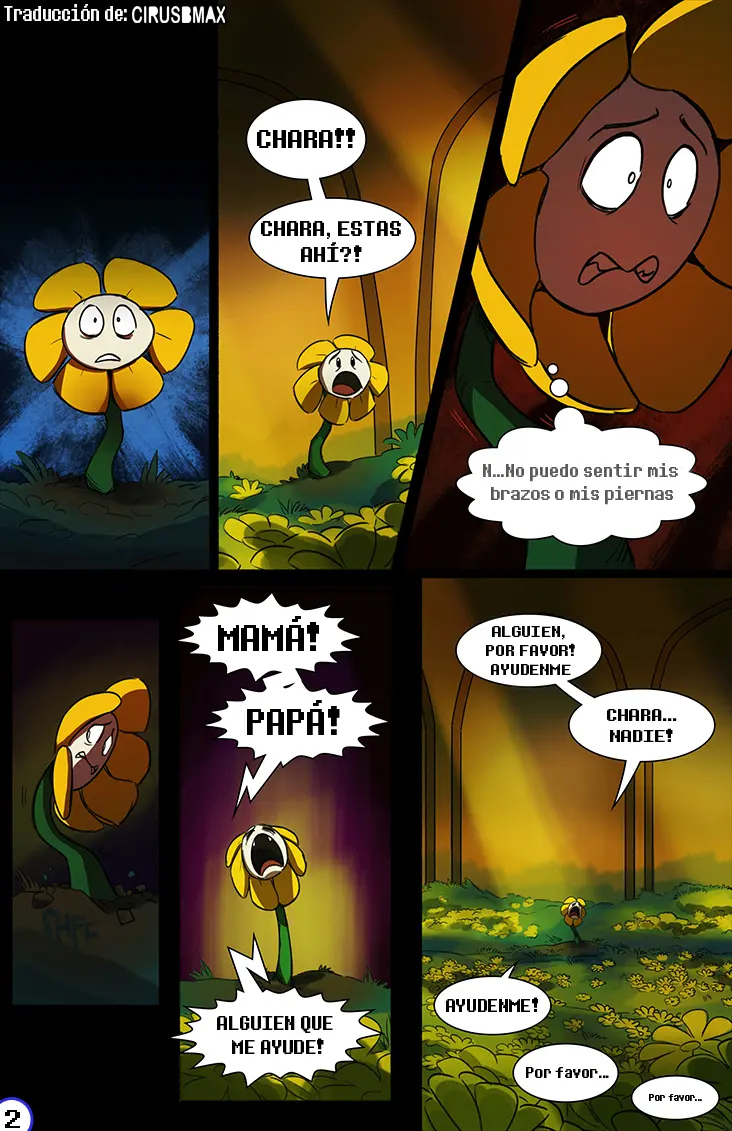 Traducción de: CIRUSBMAX
CHARA!!
CHARA, ESTAS
AHÍ?!
N...No puedo sentir mis
brazos o mis piernas
MAMÁ!
PAPÁ!
ALGUIEN QUE
ME AYUDE!
ALGUIEN,
POR FAVOR!
AYUDENME
CHARA...
NADIE!
AYUDENME!
Por favor...
Por favor...
2